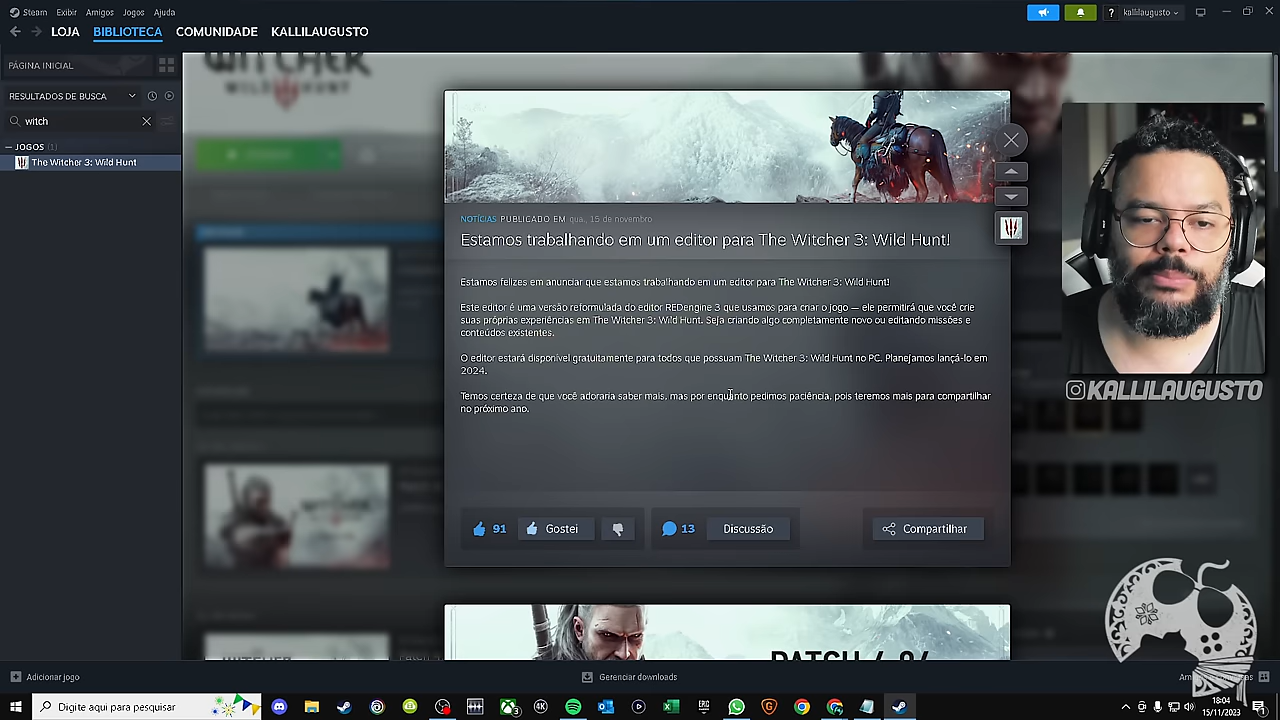 Steam Exibir Amigos Jogos Ajuda
kallilaugusto
LOJA BIBLIOTECA COMUNIDADE KALLILAUGUSTO
PÁGINA INICIAL
RESULTADOS DE BUSCA
witch
JOGOS (1)
The Witcher 3: Wild Hunt
WITCHER
WILD HUNT
NOTÍCIAS PUBLICADO EM qua., 15 de novembro
Estamos trabalhando em um editor para The Witcher 3: Wild Hunt!
Estamos felizes em anunciar que estamos trabalhando em um editor para The Witcher 3: Wild Hunt!
Este editor é uma versão reformulada do editor REDengine 3 que usamos para criar o jogo — ele permitirá que você crie
suas próprias experiências em The Witcher 3: Wild Hunt. Seja criando algo completamente novo ou editando missões e
conteúdos existentes.
O editor estará disponível gratuitamente para todos que possuam The Witcher 3: Wild Hunt no PC. Planejamos lançá-lo em
2024.
Temos certeza de que você adoraria saber mais, mas por enquanto pedimos paciência, pois teremos mais para compartilhar
no próximo ano.
91 Gostei 13 Discussão Compartilhar
KALLILAUGUSTO
Adicionar jogo Gerenciar downloads
Digite aqui para pesquisar
18:04
15/11/2023